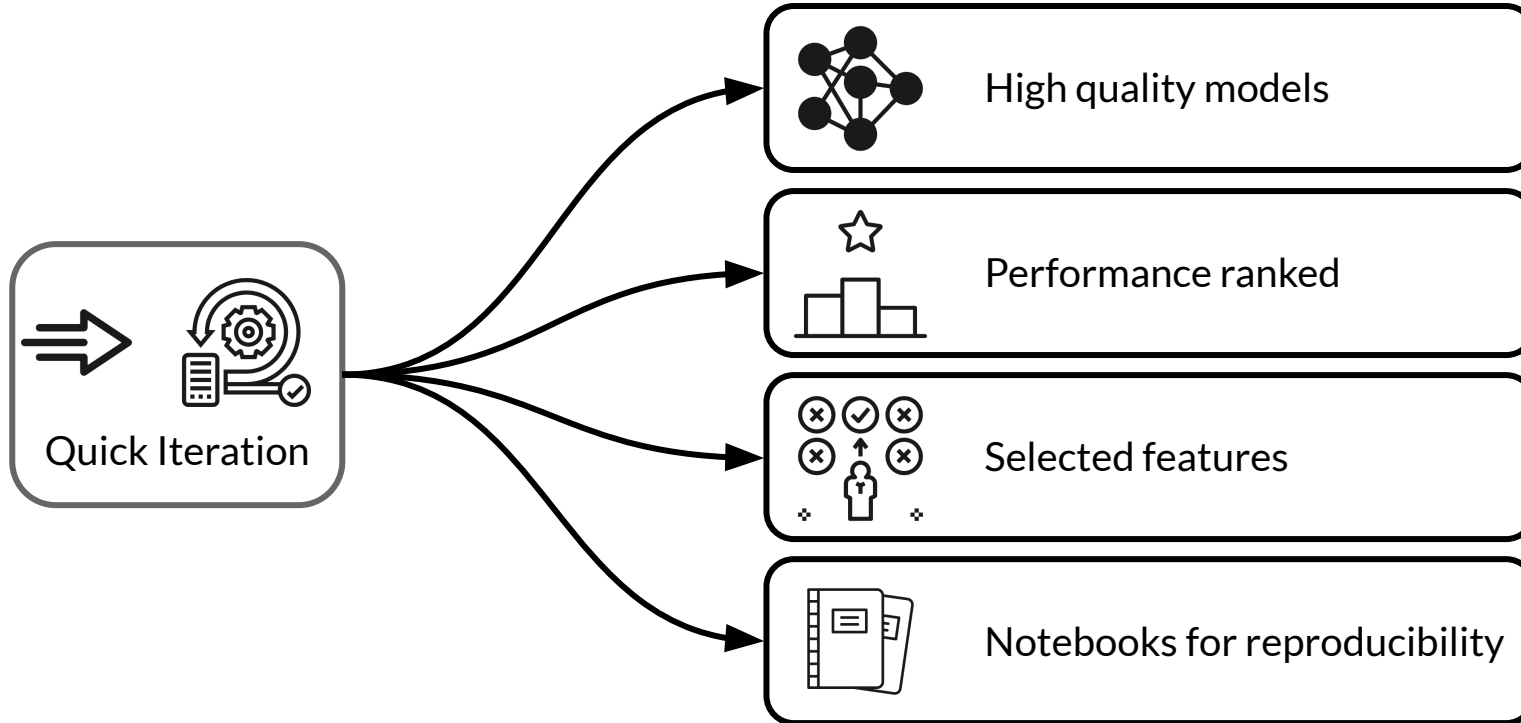 High quality models
Performance ranked
Quick Iteration
Selected features
Notebooks for reproducibility